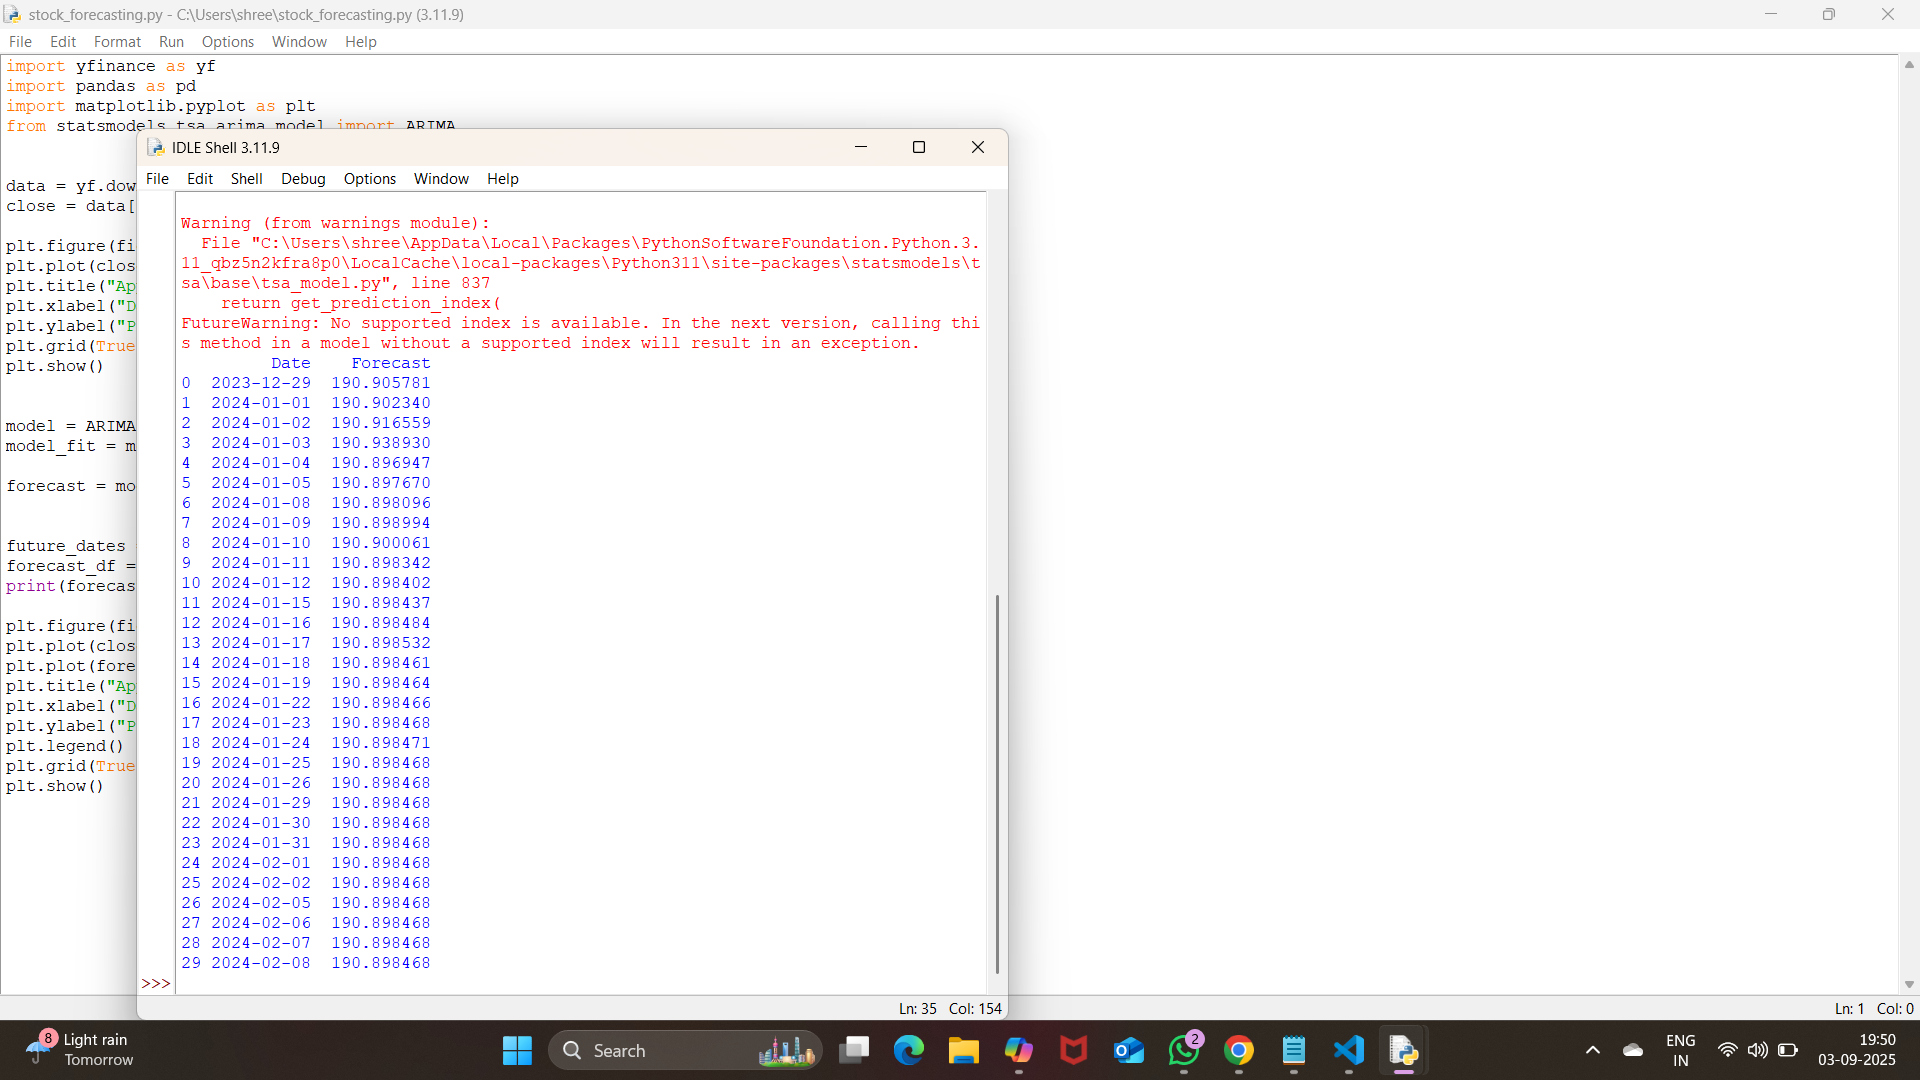 stock_forecasting.py - C:\Users\shree\stock_forecasting.py (3.11.9)
File Edit Format Run Options Window Help
import yfinance as yf
import pandas as pd
import matplotlib.pyplot as plt
from statsmodels.tsa.arima.model import ARIMA
data = yf.dow
close = data[
plt.figure(fi
plt.plot(clos
plt.title("Ap
plt.xlabel("D
plt.ylabel("P
plt.grid(True
plt.show()
model = ARIMA
model_fit = m
forecast = mo
future_dates
forecast_df =
print(forecas
plt.figure(fi
plt.plot(clos
plt.plot(fore
plt.title("Ap
plt.xlabel("D
plt.ylabel("P
plt.legend()
plt.grid(True
plt.show()
IDLE Shell 3.11.9
File Edit Shell Debug Options Window Help
Warning (from warnings module):
File "C:\Users\shree\AppData\Local\Packages\PythonSoftwareFoundation.Python.3.
11_qbz5n2kfra8p0\LocalCache\local-packages\Python311\site-packages\statsmodels\t
sa\base\tsa_model.py", line 837
return get_prediction_index(
FutureWarning: No supported index is available. In the next version, calling thi
s method in a model without a supported index will result in an exception.
Date Forecast
0 2023-12-29 190.905781
1 2024-01-01 190.902340
2 2024-01-02 190.916559
3 2024-01-03 190.938930
4 2024-01-04 190.896947
5 2024-01-05 190.897670
6 2024-01-08 190.898096
7 2024-01-09 190.898994
8 2024-01-10 190.900061
9 2024-01-11 190.898342
10 2024-01-12 190.898402
11 2024-01-15 190.898437
12 2024-01-16 190.898484
13 2024-01-17 190.898532
14 2024-01-18 190.898461
15 2024-01-19 190.898464
16 2024-01-22 190.898466
17 2024-01-23 190.898468
18 2024-01-24 190.898471
19 2024-01-25 190.898468
20 2024-01-26 190.898468
21 2024-01-29 190.898468
22 2024-01-30 190.898468
23 2024-01-31 190.898468
24 2024-02-01 190.898468
25 2024-02-02 190.898468
26 2024-02-05 190.898468
27 2024-02-06 190.898468
28 2024-02-07 190.898468
29 2024-02-08 190.898468
>>>
Ln: 35 Col: 154
Ln: 1 Col: 0
8
Light rain
Tomorrow
Search
2
ENG
IN
19:50
03-09-2025